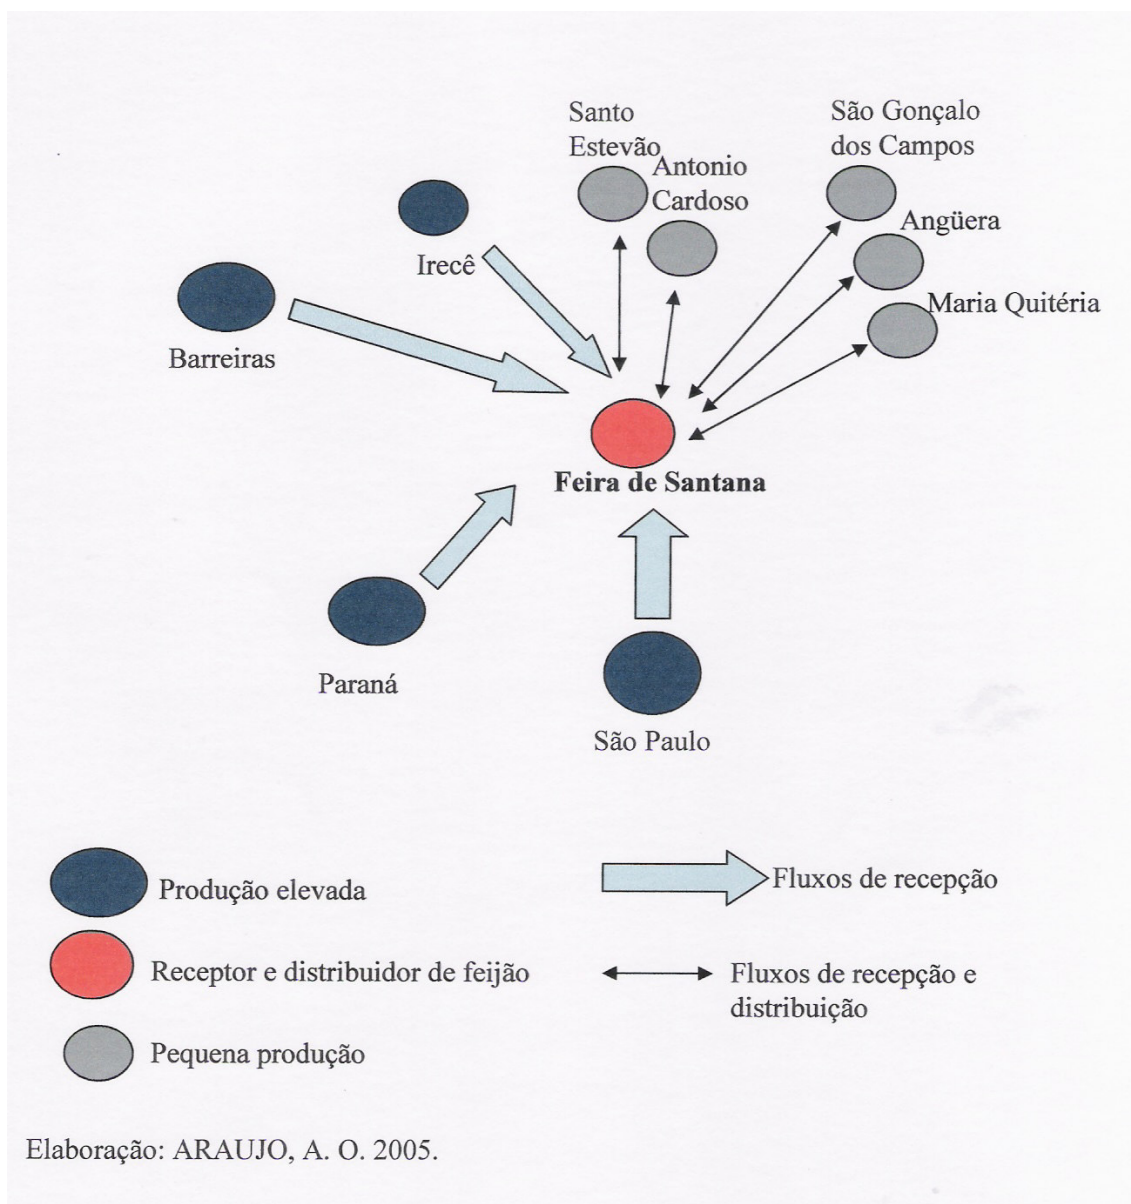 Santo
Estevão
Antonio
Cardoso
São Gonçalo
dos Campos
Angüera
Maria Quitéria
Irecê
Barreiras
Feira de Santana
Paraná
São Paulo
Produção elevada
Receptor e distribuidor de feijão
Pequena produção
Fluxos de recepção
Fluxos de recepção e
distribuição
Elaboração: ARAUJO, A. O. 2005.